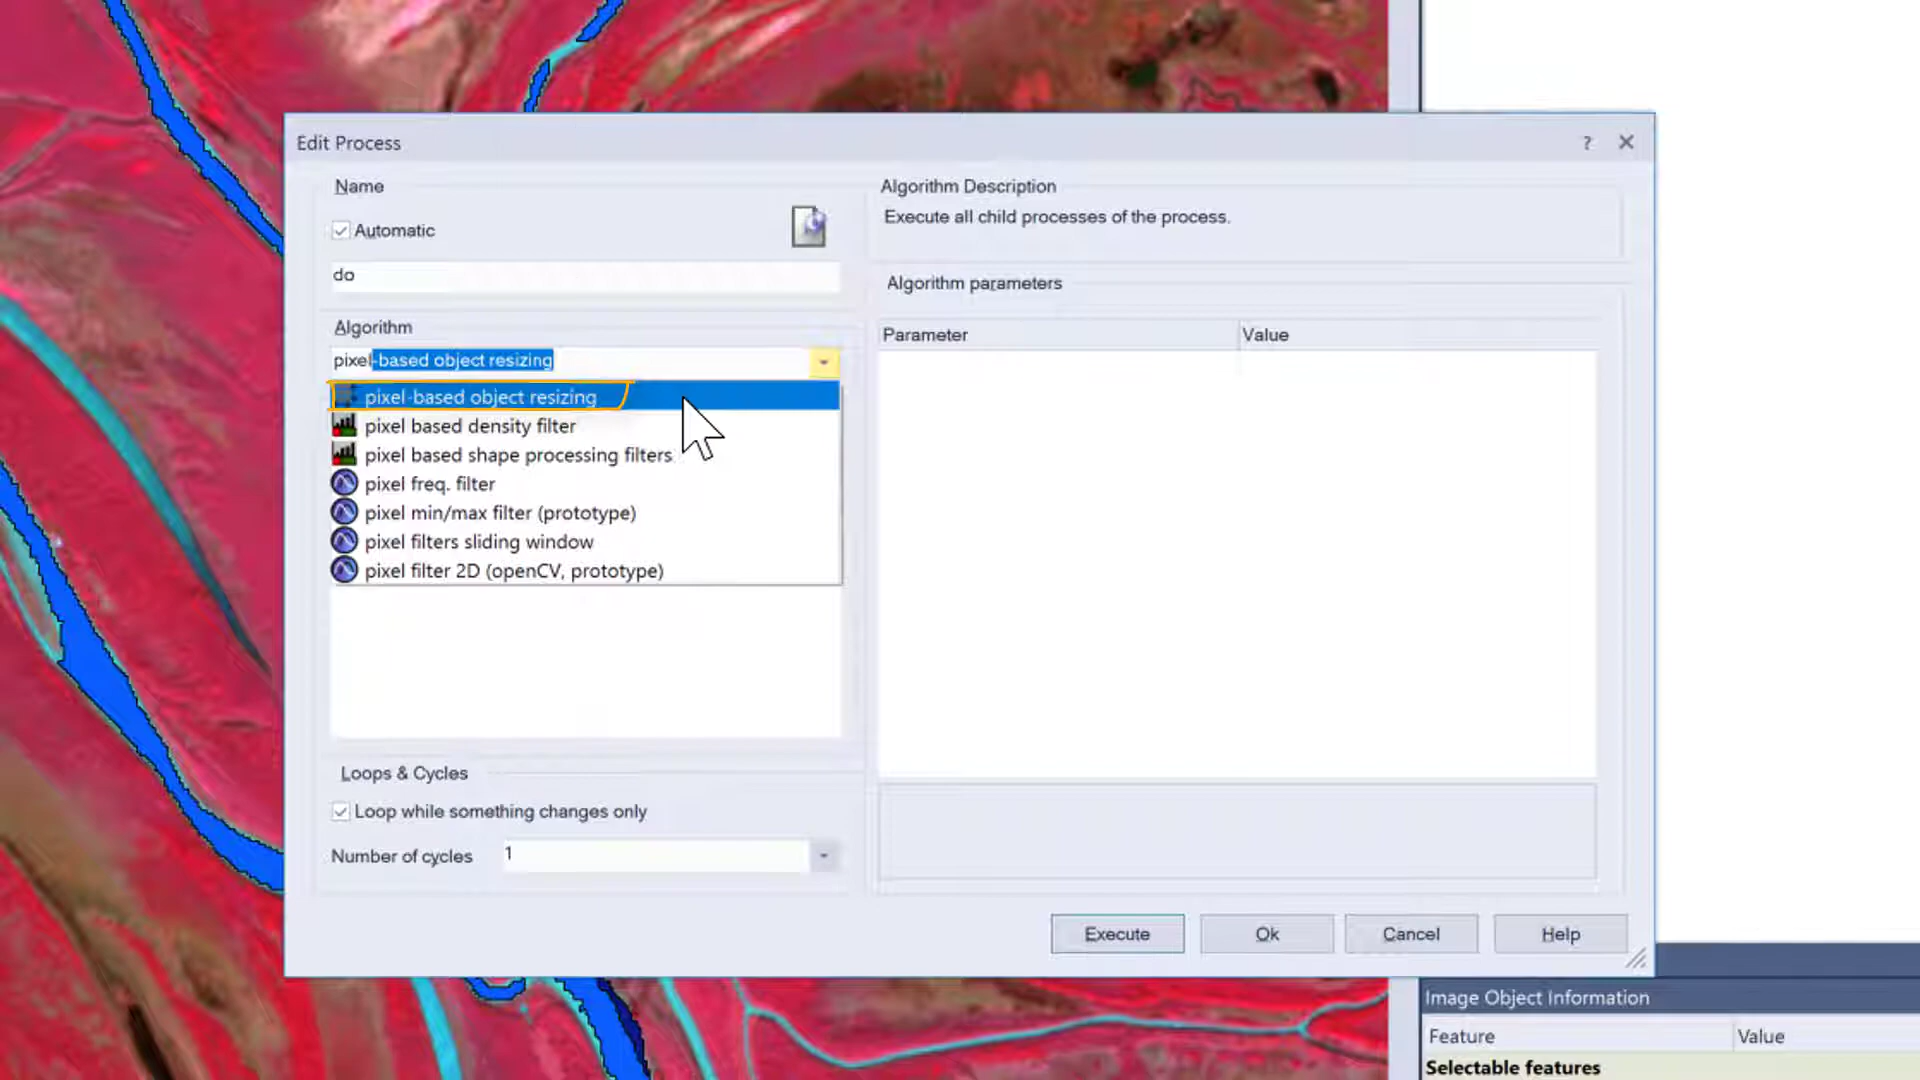 Edit Process
?
Name
Automatic
do
Algorithm
pixel-based object resizing
pixel-based object resizing
pixel based density filter
pixel based shape processing filters
pixel freq. filter
pixel min/max filter (prototype)
pixel filters sliding window
pixel filter 2D (openCV, prototype)
Loops & Cycles
Loop while something changes only
Number of cycles 1
Algorithm Description
Execute all child processes of the process.
Algorithm parameters
Parameter Value
Execute Ok Cancel Help
Image Object Information
Feature Value
Selectable features